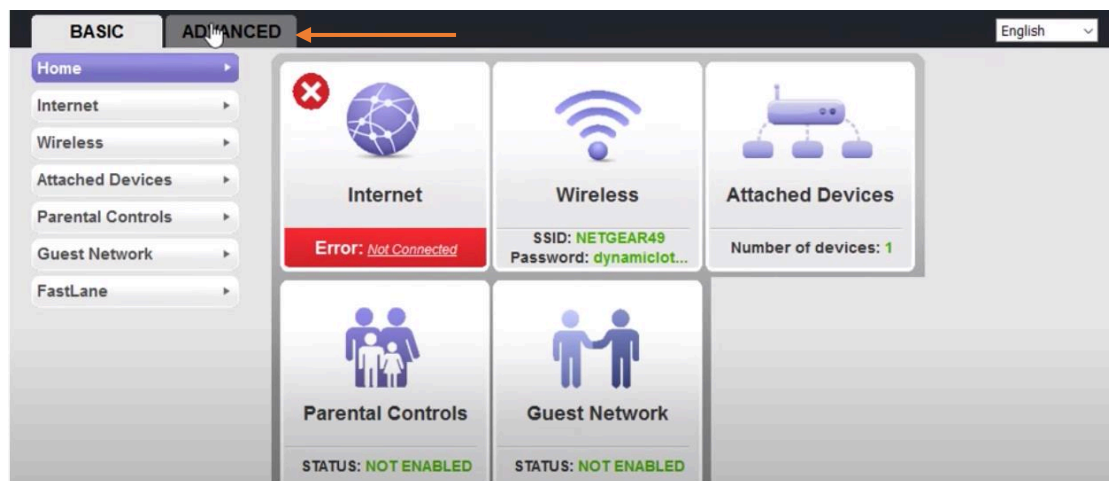 BASIC
ADVANCED
English
Home
Internet
Wireless
Attached Devices
Parental Controls
Guest Network
FastLane
Internet
Error: Not Connected
Wireless
SSID: NETGEAR49
Password: dynamiclot...
Attached Devices
Number of devices: 1
Parental Controls
STATUS: NOT ENABLED
Guest Network
STATUS: NOT ENABLED